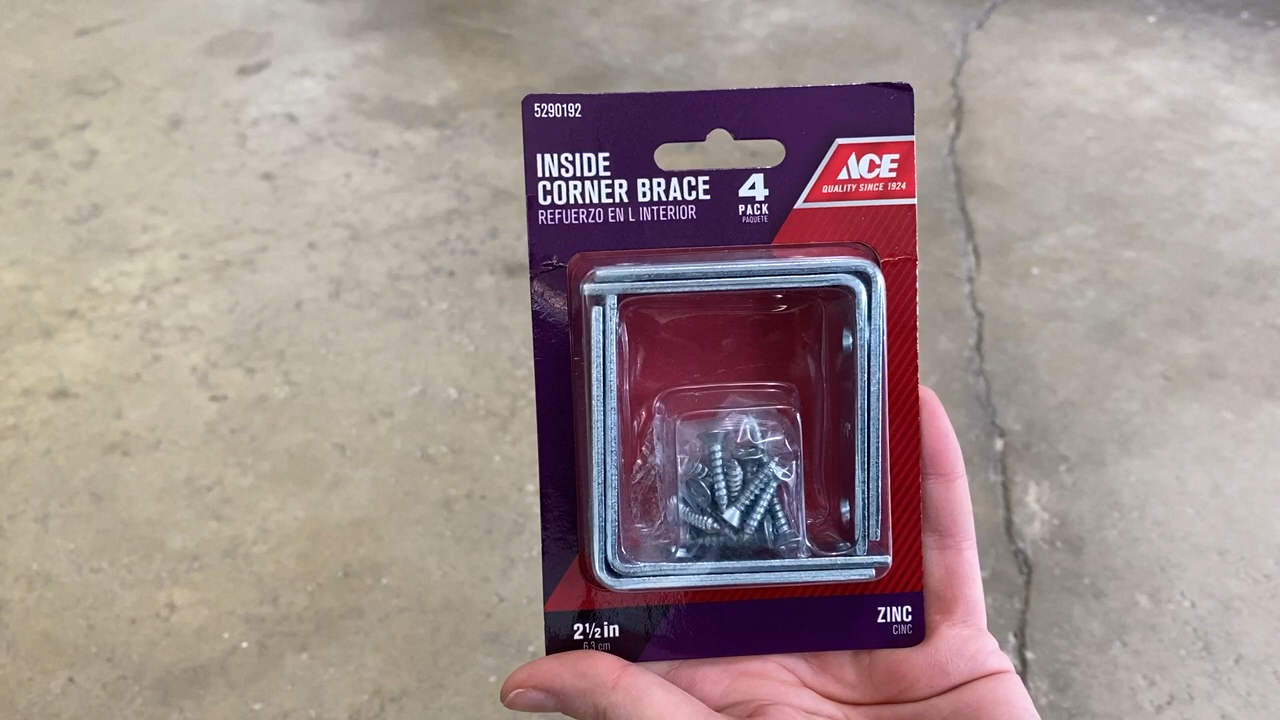 5290192
INSIDE
CORNER BRACE
REFUERZO EN L INTERIOR
4
PACK
PAQUETE
ACE
QUALITY SINCE 1924
2½ in
6.3 cm
ZINC
CINC